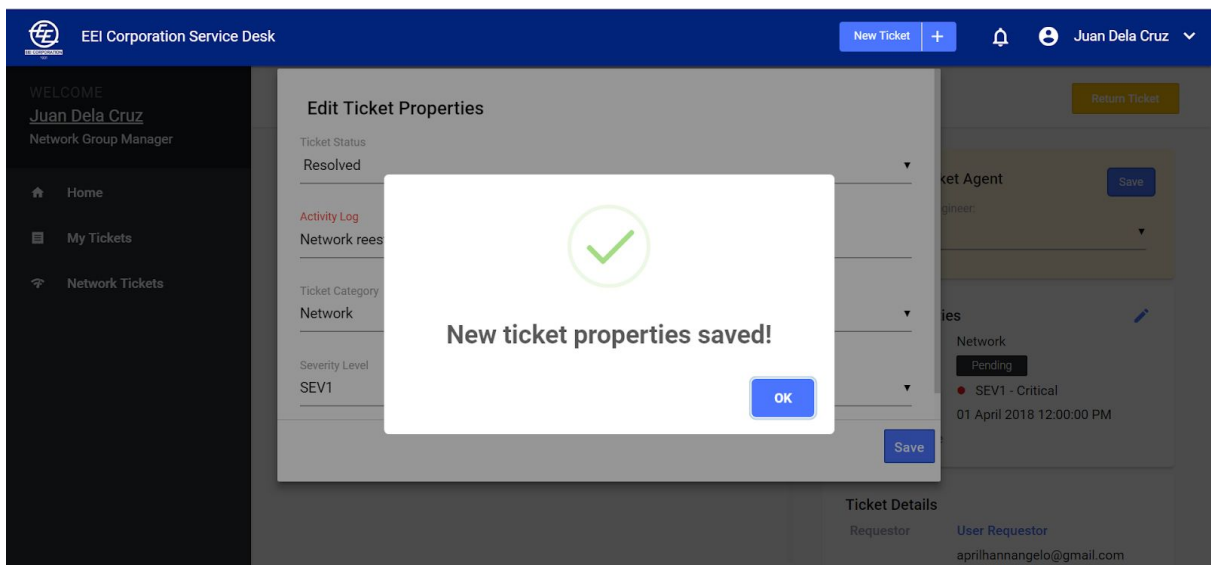 EEI Corporation Service Desk
New Ticket +
Juan Dela Cruz
WELCOME
Juan Dela Cruz
Network Group Manager
Home
My Tickets
Network Tickets
Edit Ticket Properties
Ticket Status
Resolved
Activity Log
Network rees
Ticket Category
Network
Severity Level
SEV1
Save
New ticket properties saved!
OK
Return Ticket
ket Agent
Save
gineer:
ies
Network
Pending
SEV1 - Critical
01 April 2018 12:00:00 PM
Ticket Details
Requestor User Requestor
aprilhannangelo@gmail.com